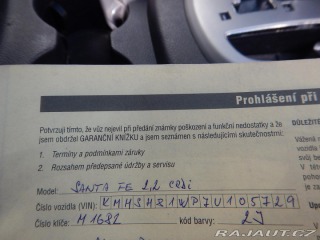 Prohlášení při
Potvrzuji tímto, že vůz nejevil při předání známky poškození a funkční nedostatky a že
jsem obdržel GARANČNÍ KNÍŽKU a jsem seznámen s následujícími skutečnostmi:
DŮLEŽITÉ
Vážená
1. Termíny a podmínkami záruky
2. Rozsahem předepsané údržby a servisu
Model: SANTA FE 2,2 CRDi
Číslo vozidla (VIN): KMHSH81WP7U105729
Číslo klíče: M1682 kód barvy: 2J
RAJAUT.CZ